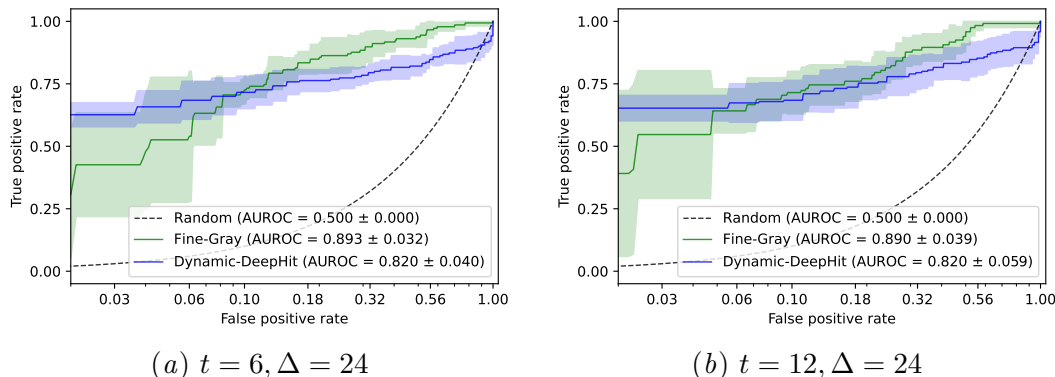 1.00
0.75
0.50
0.25
0.00
True positive rate
Random (AUROC = 0.500 ± 0.000)
Fine-Gray (AUROC = 0.893 ± 0.032)
Dynamic-DeepHit (AUROC = 0.820 ± 0.040)
0.03 0.06 0.10 0.18 0.32 0.56 1.00
False positive rate
(a) t = 6, Δ = 24
1.00
0.75
0.50
0.25
0.00
True positive rate
Random (AUROC = 0.500 ± 0.000)
Fine-Gray (AUROC = 0.890 ± 0.039)
Dynamic-DeepHit (AUROC = 0.820 ± 0.059)
0.03 0.06 0.10 0.18 0.32 0.56 1.00
False positive rate
(b) t = 12, Δ = 24